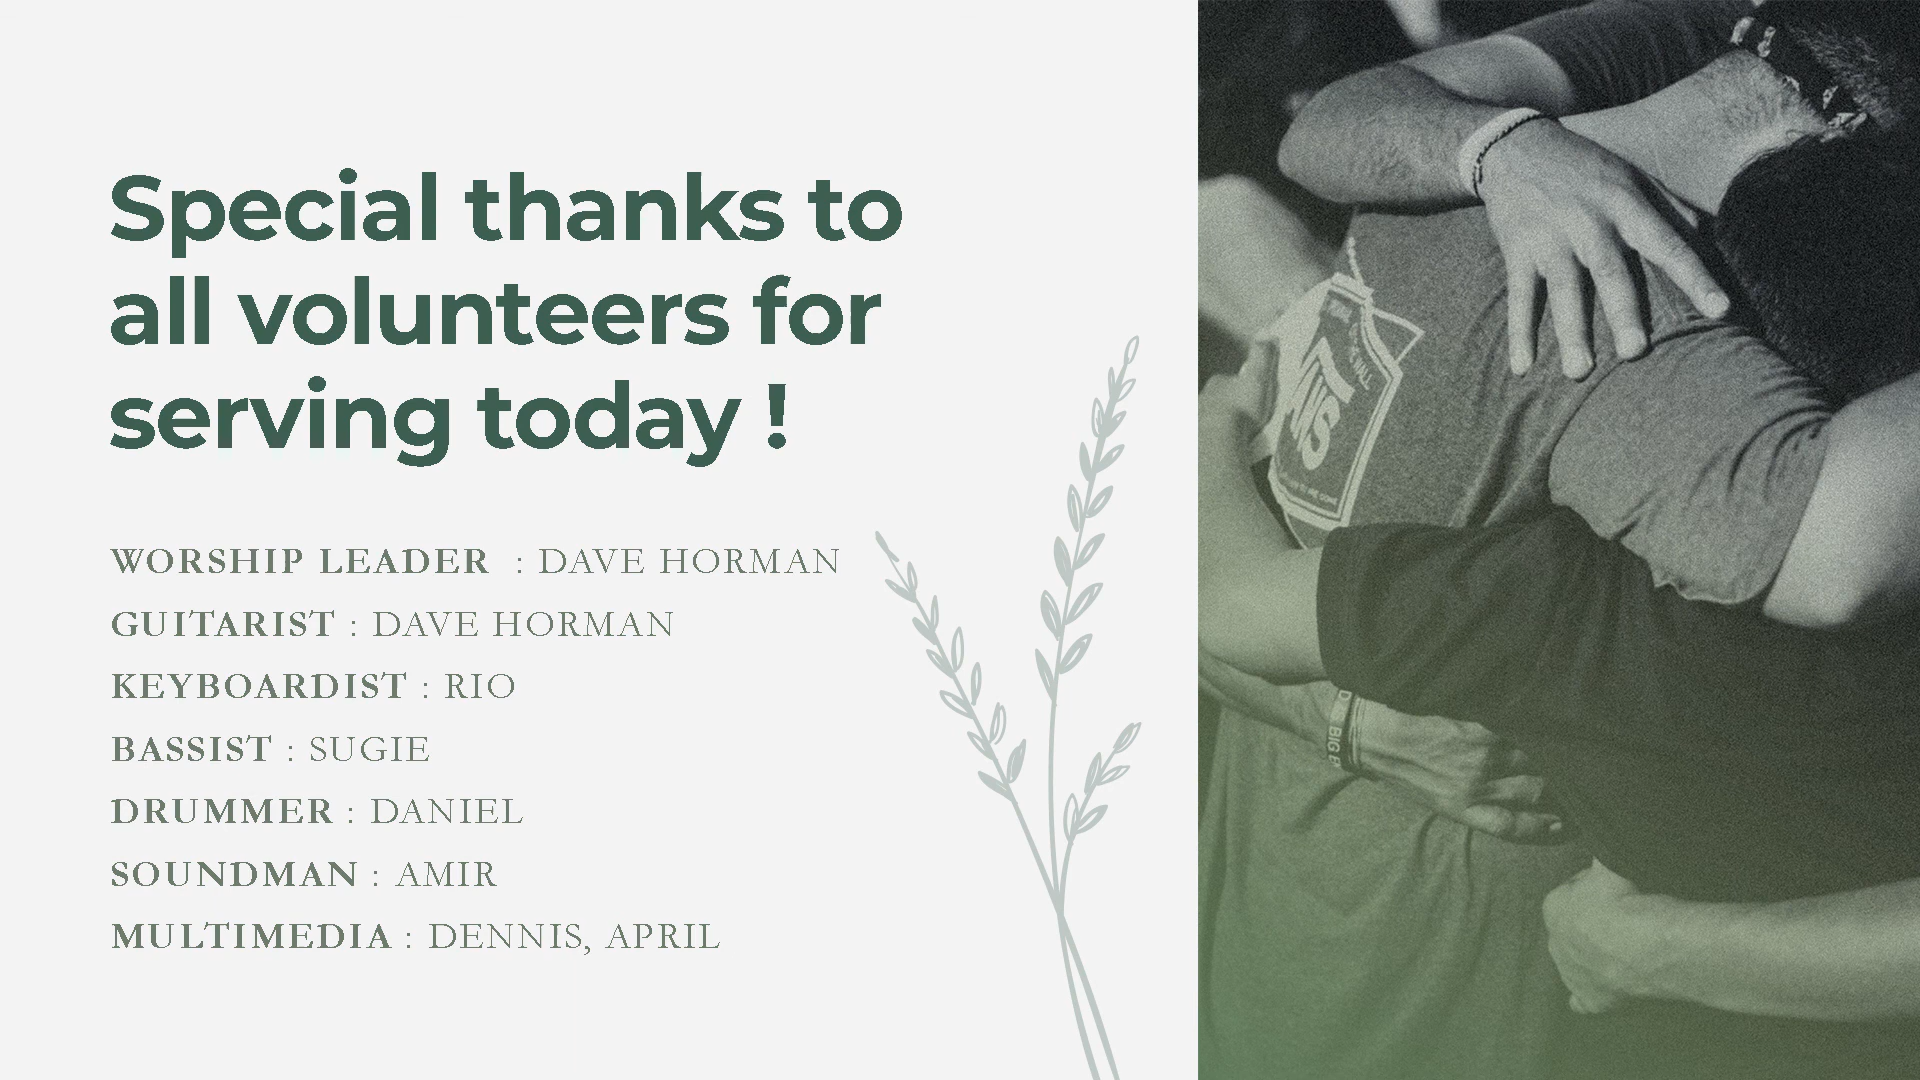 Special thanks to
all volunteers for
serving today !
WORSHIP LEADER : DAVE HORMAN
GUITARIST : DAVE HORMAN
KEYBOARDIST : RIO
BASSIST : SUGIE
DRUMMER : DANIEL
SOUNDMAN : AMIR
MULTIMEDIA : DENNIS, APRIL